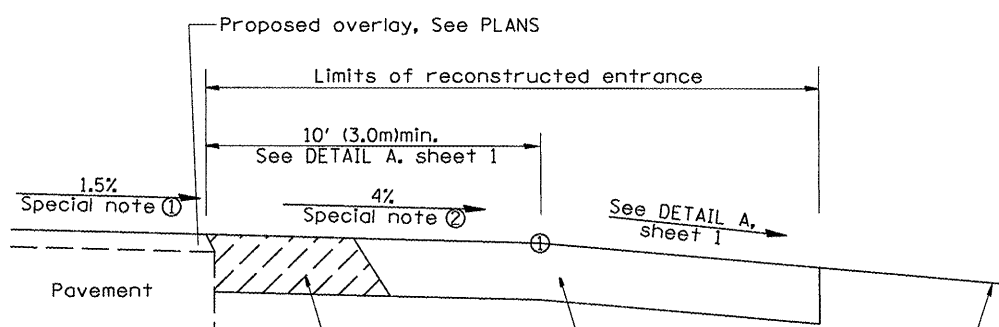 Proposed overlay, See PLANS
Limits of reconstructed entrance
10' (3.0m)min.
See DETAIL A. sheet 1
1.5%
Special note ①
4%
Special note ②
See DETAIL A,
sheet 1
①
Pavement